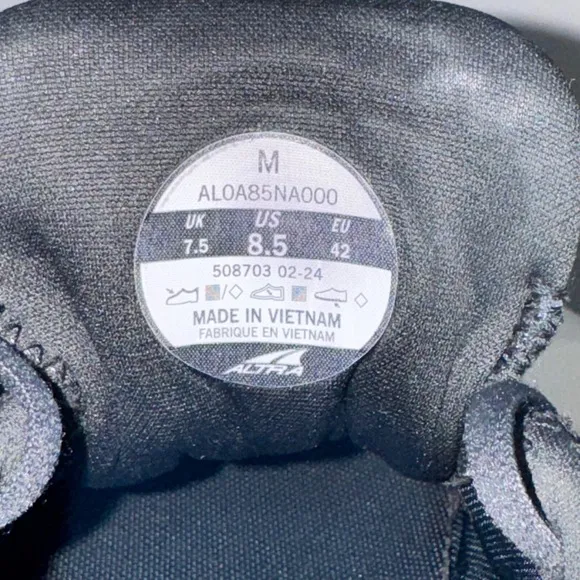 M
AL0A85NA000
UK US EU
7.5 8.5 42
508703 02-24
MADE IN VIETNAM
FABRIQUE EN VIETNAM
ALTRA